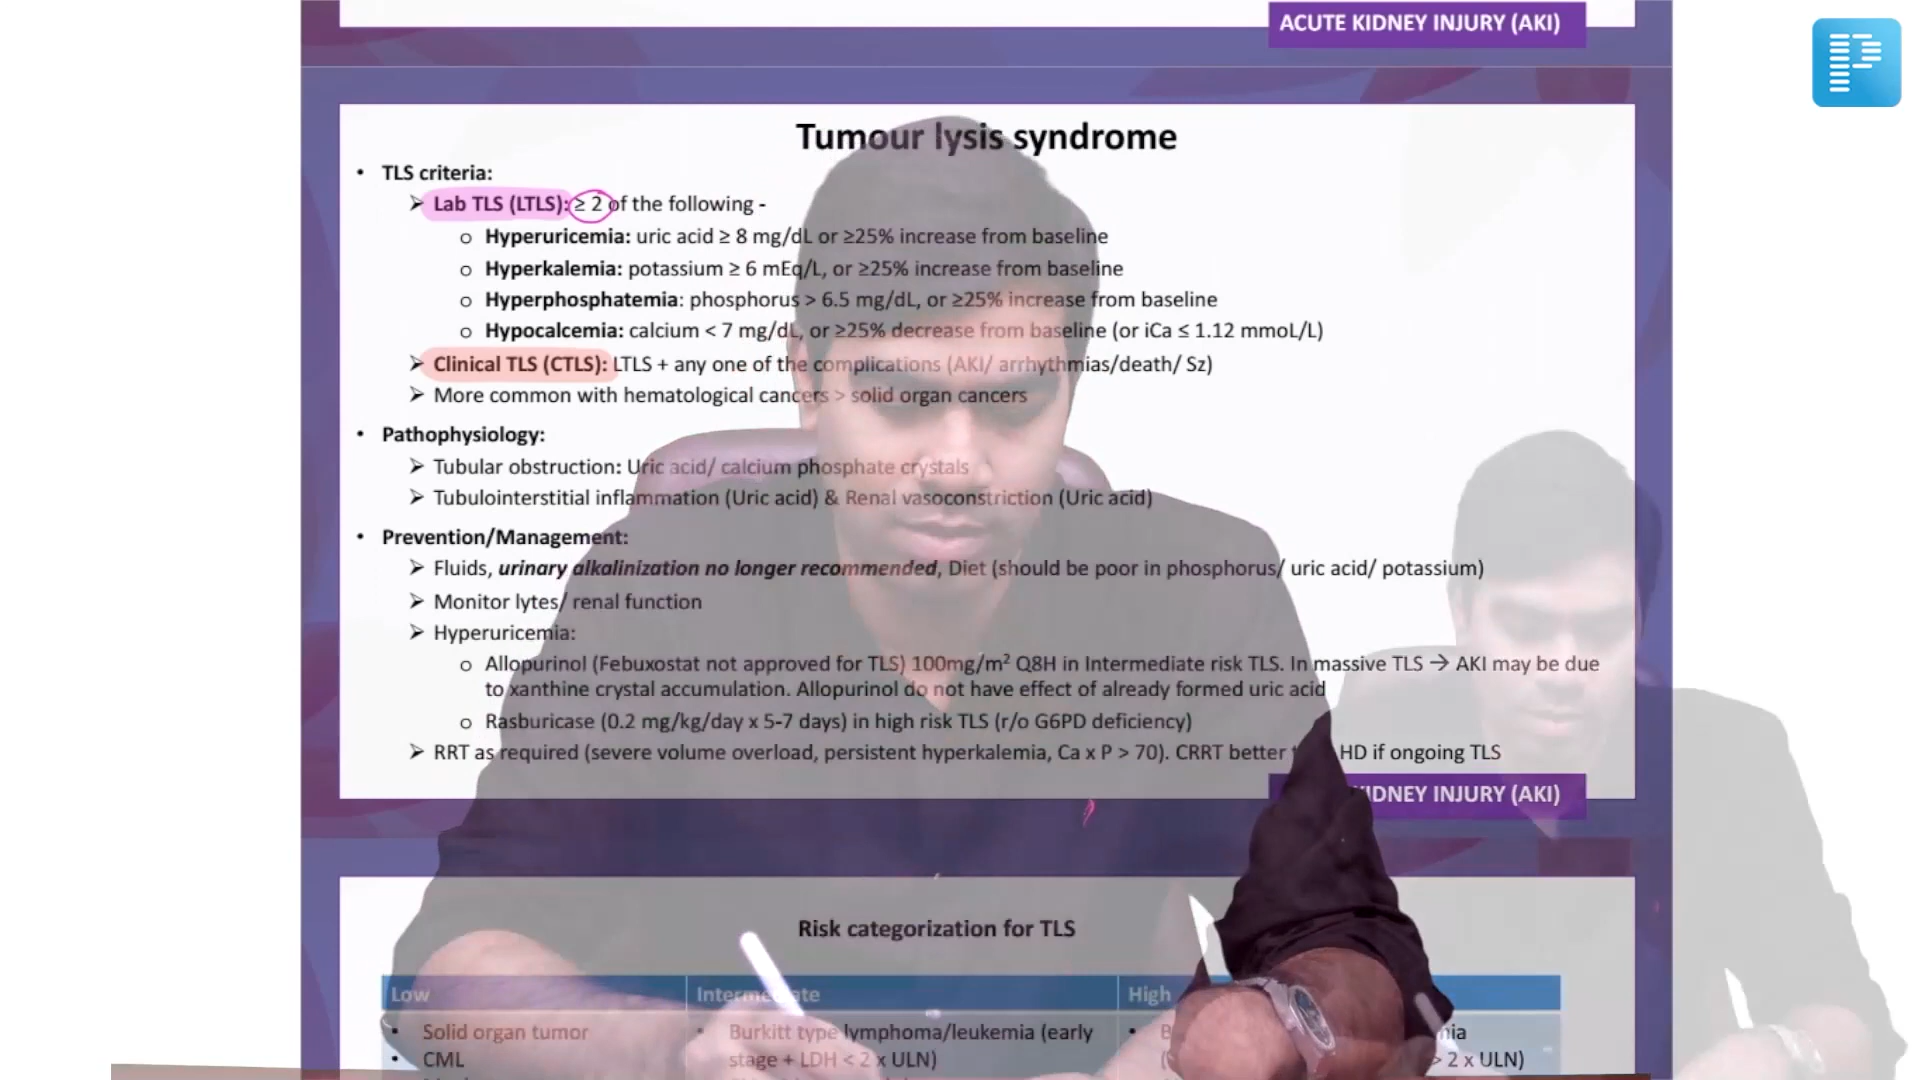 ACUTE KIDNEY INJURY (AKI)
Tumour lysis syndrome
• TLS criteria:
➤ Lab TLS (LTLS): ≥ 2 of the following -
o Hyperuricemia: uric acid ≥ 8 mg/dL or ≥25% increase from baseline
o Hyperkalemia: potassium ≥ 6 mEq/L, or ≥25% increase from baseline
o Hyperphosphatemia: phosphorus > 6.5 mg/dL, or ≥25% increase from baseline
o Hypocalcemia: calcium < 7 mg/dL, or ≥25% decrease from baseline (or iCa ≤ 1.12 mmoL/L)
➤ Clinical TLS (CTLS): LTLS + any one of the complications (AKI/ arrhythmias/death/ Sz)
➤ More common with hematological cancers > solid organ cancers
• Pathophysiology:
➤ Tubular obstruction: Uric acid/ calcium phosphate crystals
➤ Tubulointerstitial inflammation (Uric acid) & Renal vasoconstriction (Uric acid)
• Prevention/Management:
➤ Fluids, urinary alkalinization no longer recommended, Diet (should be poor in phosphorus/ uric acid/ potassium)
➤ Monitor lytes/ renal function
➤ Hyperuricemia:
o Allopurinol (Febuxostat not approved for TLS) 100mg/m² Q8H in Intermediate risk TLS. In massive TLS → AKI may be due
to xanthine crystal accumulation. Allopurinol do not have effect of already formed uric acid
o Rasburicase (0.2 mg/kg/day x 5-7 days) in high risk TLS (r/o G6PD deficiency)
➤ RRT as required (severe volume overload, persistent hyperkalemia, Ca x P > 70). CRRT better HD if ongoing TLS
KIDNEY INJURY (AKI)
Risk categorization for TLS
Low Intermediate High
• Solid organ tumor • Burkitt type lymphoma/leukemia (early •
• CML stage + LDH < 2 x ULN) > 2 x ULN)